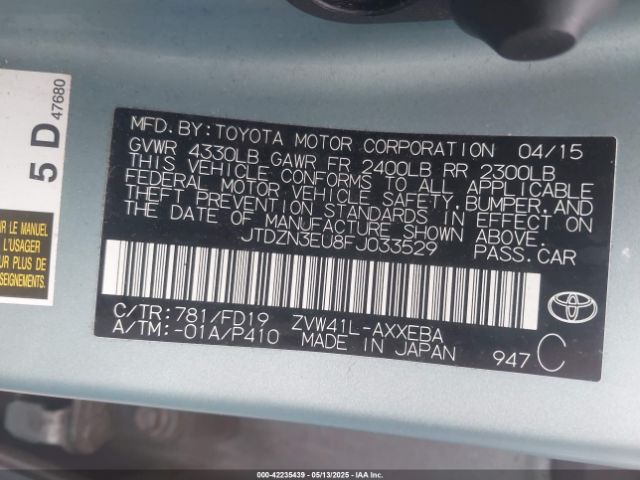 5 D 47680
UR LE MANUEL
L'USAGER
UR PLUS DE
MFD. BY: TOYOTA MOTOR CORPORATION 04/15
GVWR 4330LB GAWR FR 2400LB RR 2300LB
THIS VEHICLE CONFORMS TO ALL APPLICABLE
FEDERAL MOTOR VEHICLE SAFETY, BUMPER, AND
THEFT PREVENTION STANDARDS IN EFFECT ON
THE DATE OF MANUFACTURE SHOWN ABOVE.
JTDZN3EU8FJ033529 PASS.CAR
C/TR: 781/FD19 ZVW41L-AXXEBA
A/TM: -01A/P410 MADE IN JAPAN 947 C
000-42235439 - 05/13/2025 - IAAI, Inc.